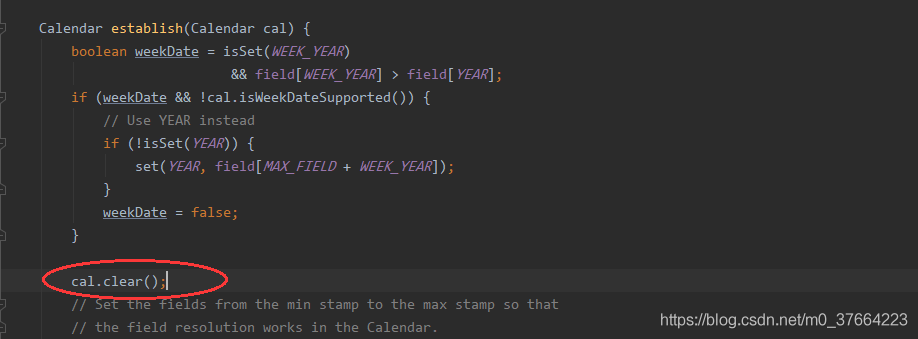 Calendar establish(Calendar cal) {
boolean weekDate = isSet(WEEK_YEAR)
&& field[WEEK_YEAR] > field[YEAR];
if (weekDate && !cal.isWeekDateSupported()) {
// Use YEAR instead
if (!isSet(YEAR)) {
set(YEAR, field[MAX_FIELD + WEEK_YEAR]);
}
weekDate = false;
}
cal.clear();
// Set the fields from the min stamp to the max stamp so that
// the field resolution works in the Calendar.
https://blog.csdn.net/m0_37664223